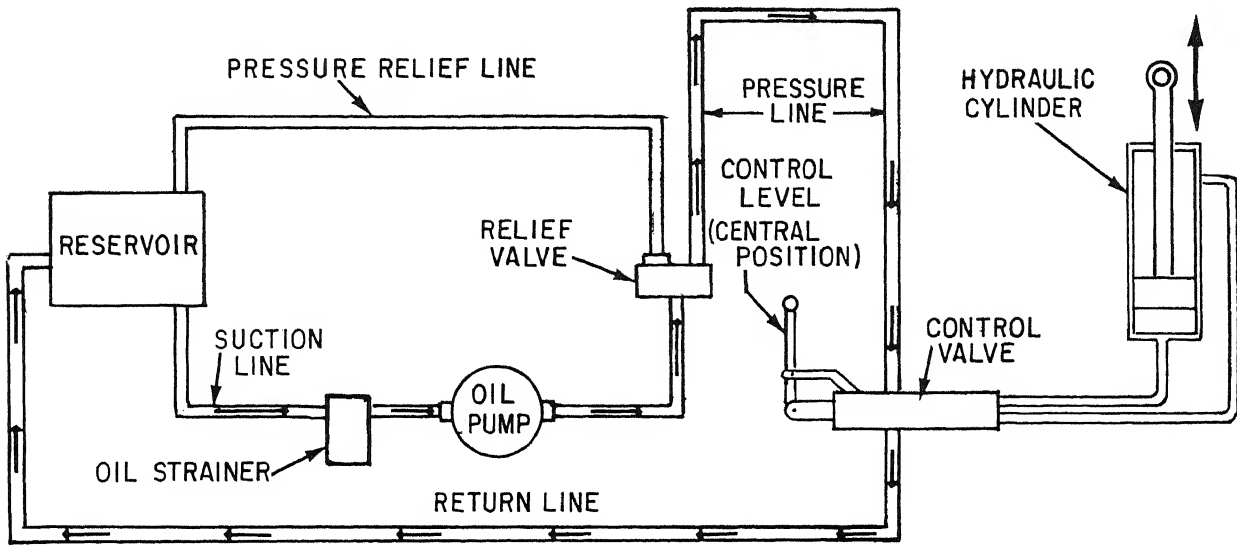 PRESSURE RELIEF LINE
PRESSURE
LINE
HYDRAULIC
CYLINDER
CONTROL
LEVEL
(CENTRAL
POSITION)
RESERVOIR
RELIEF
VALVE
SUCTION
LINE
OIL
PUMP
CONTROL
VALVE
OIL STRAINER
RETURN LINE